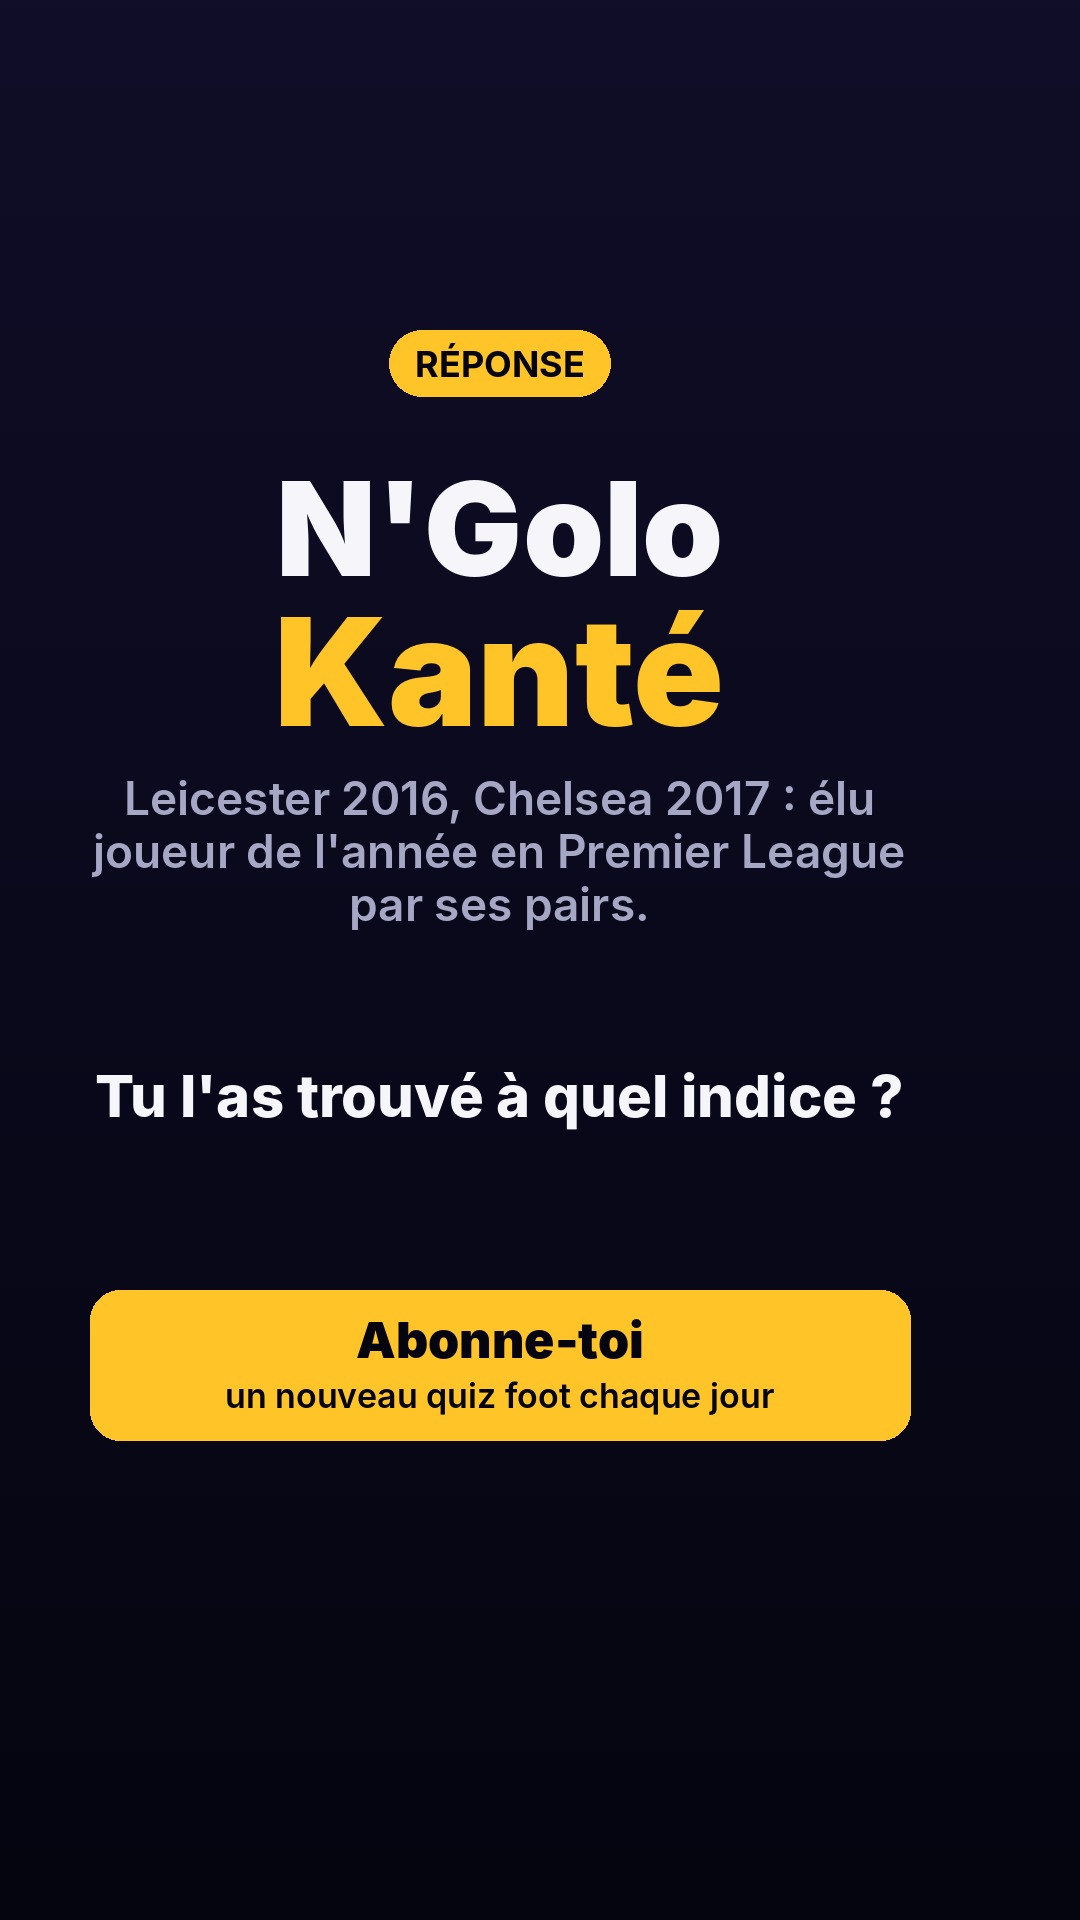 RÉPONSE
N'Golo
Kanté
Leicester 2016, Chelsea 2017 : élu
joueur de l'année en Premier League
par ses pairs.
Tu l'as trouvé à quel indice ?
Abonne-toi
un nouveau quiz foot chaque jour